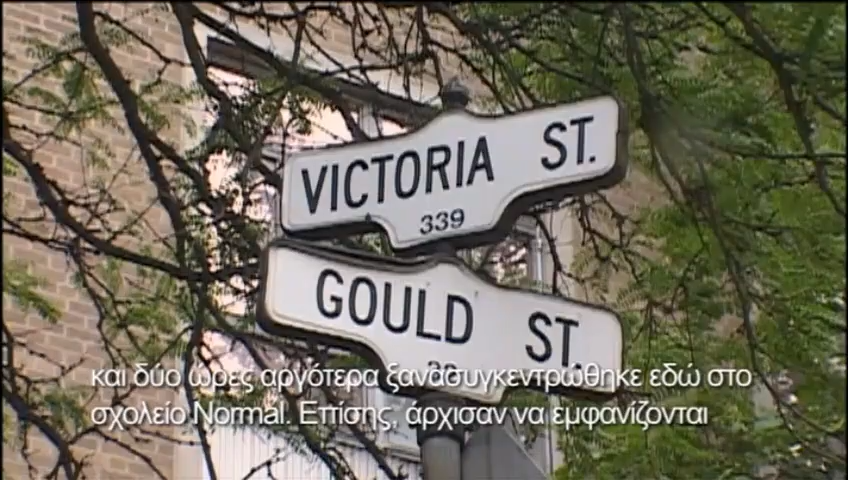 VICTORIA ST.
339
GOULD ST.
και δύο ώρες αργότερα ξανασυγκεντρώθηκε εδώ στο
σχολείο Normal. Επίσης, άρχισαν να εμφανίζονται